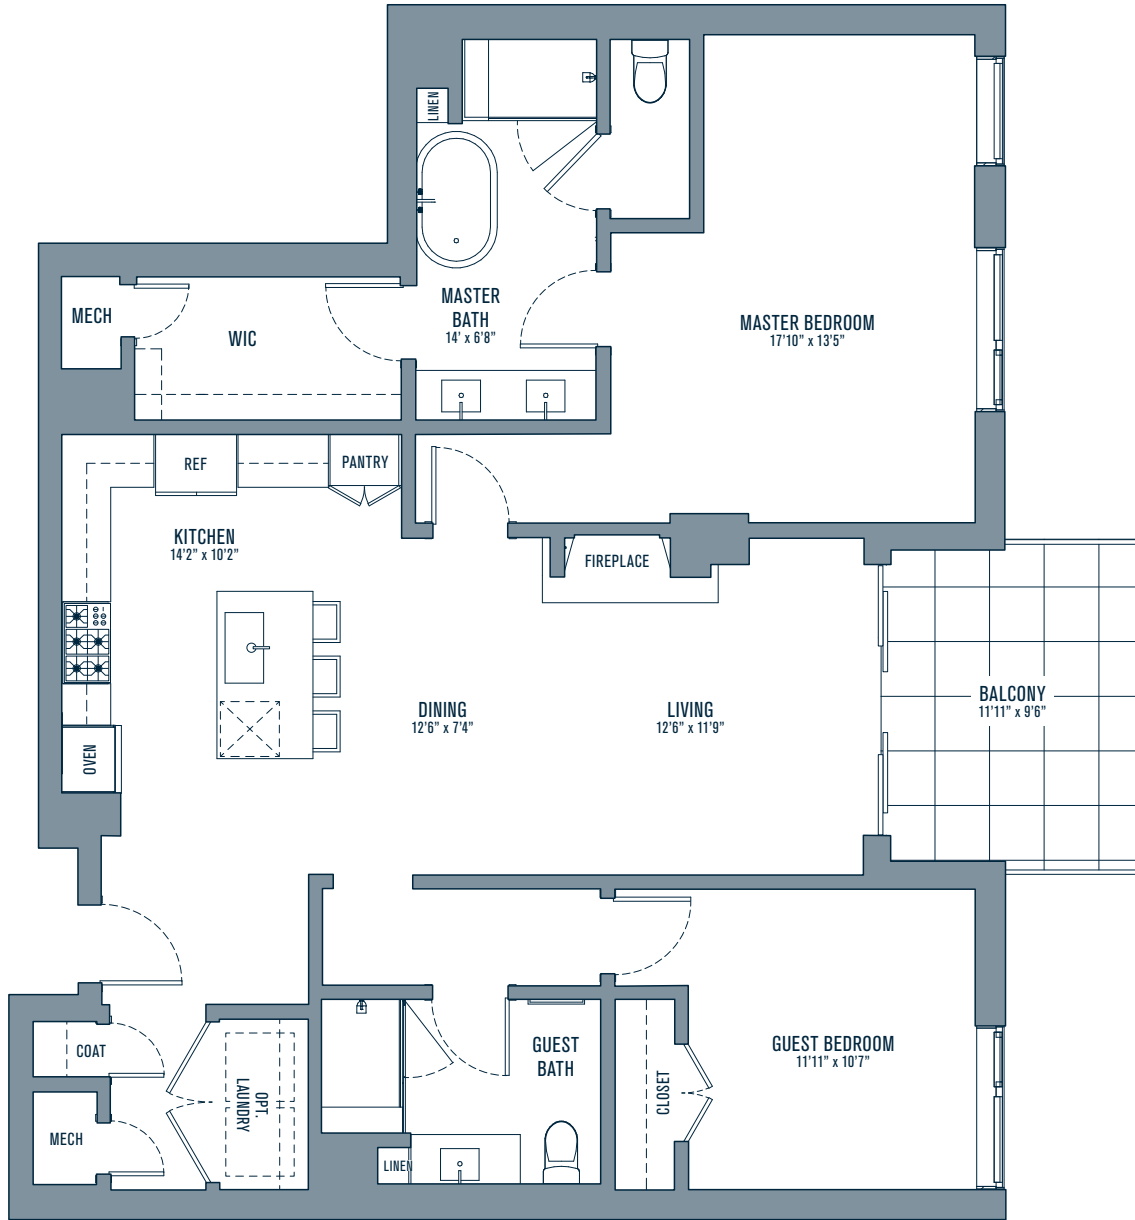 LINEN
MECH
WIC
MASTER
BATH
14' x 6'8"
MASTER BEDROOM
17'10" x 13'5"
REF
PANTRY
KITCHEN
14'2" x 10'2"
FIREPLACE
OVEN
DINING
12'6" x 7'4"
LIVING
12'6" x 11'9"
BALCONY
11'11" x 9'6"
COAT
MECH
OPT.
LAUNDRY
GUEST
BATH
LINEN
CLOSET
GUEST BEDROOM
11'11" x 10'7"